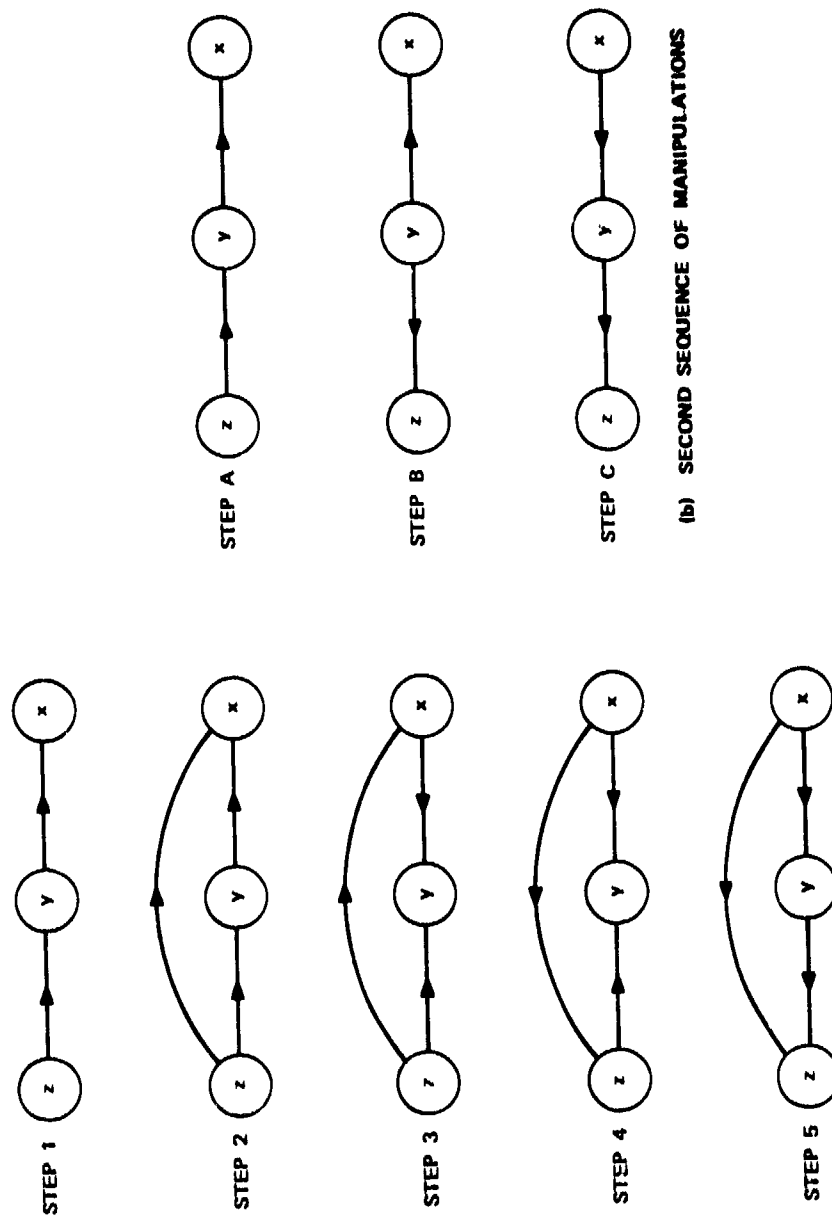 STEP 1
z y x
STEP 2
z y x
STEP 3
z y x
STEP 4
z y x
STEP 5
z y x
STEP A
z y x
STEP B
z y x
STEP C
z y x
(b) SECOND SEQUENCE OF MANIPULATIONS